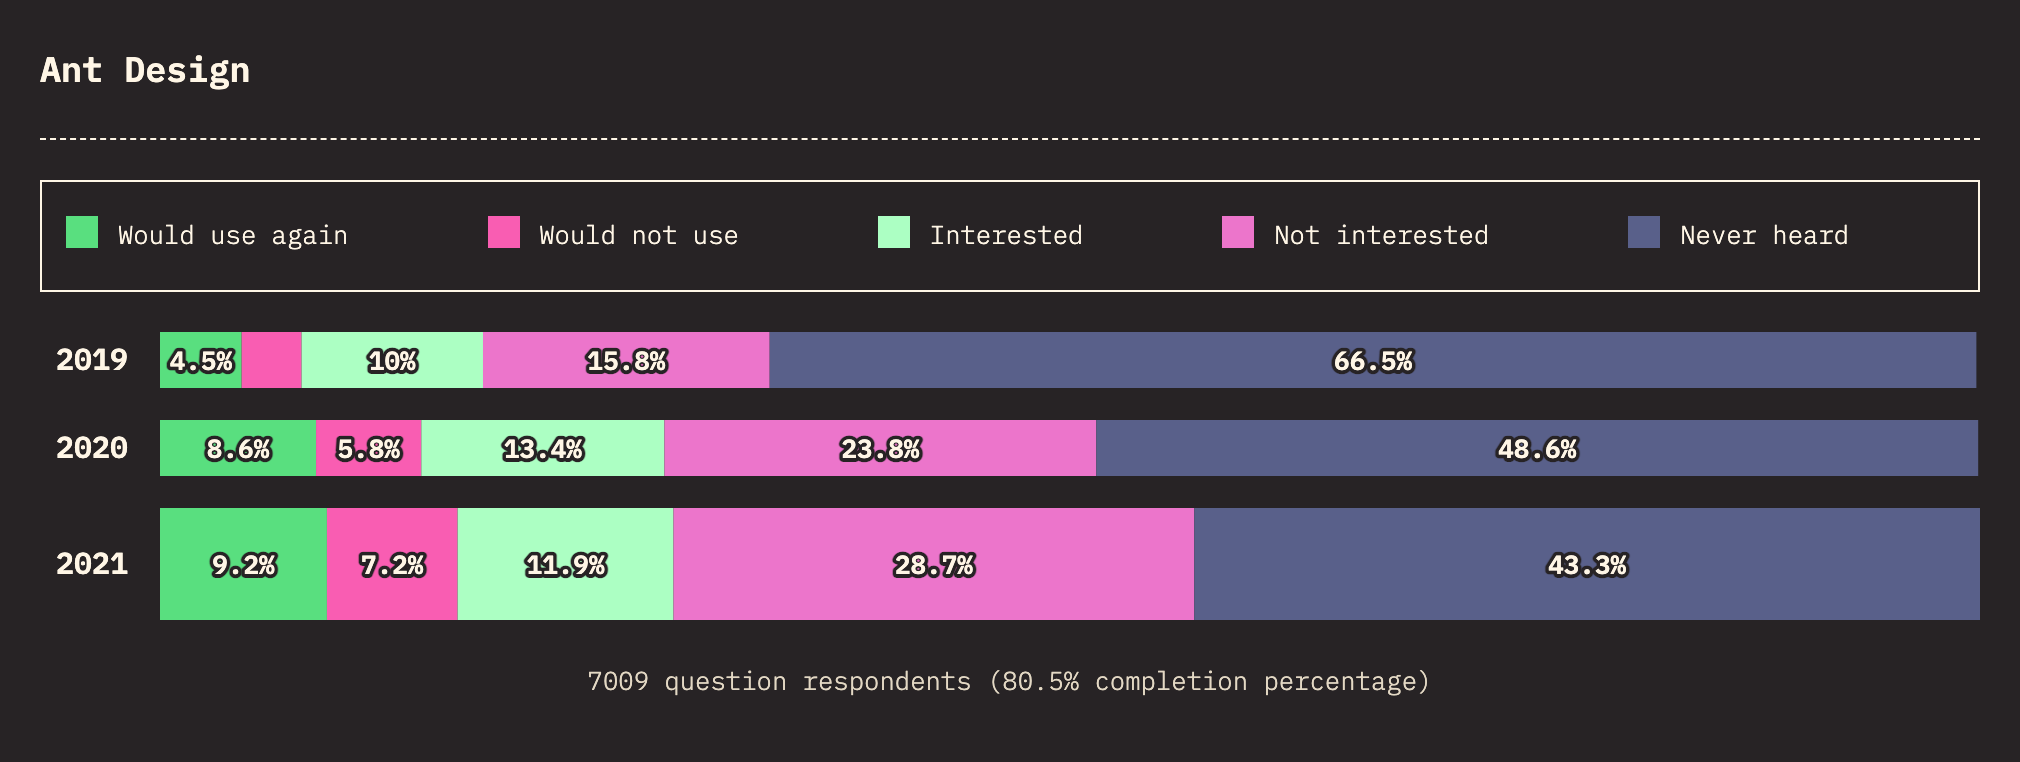 Ant Design
Would use again Would not use Interested Not interested Never heard
2019 4.5% 10% 15.8% 66.5%
2020 8.6% 5.8% 13.4% 23.8% 48.6%
2021 9.2% 7.2% 11.9% 28.7% 43.3%
7009 question respondents (80.5% completion percentage)